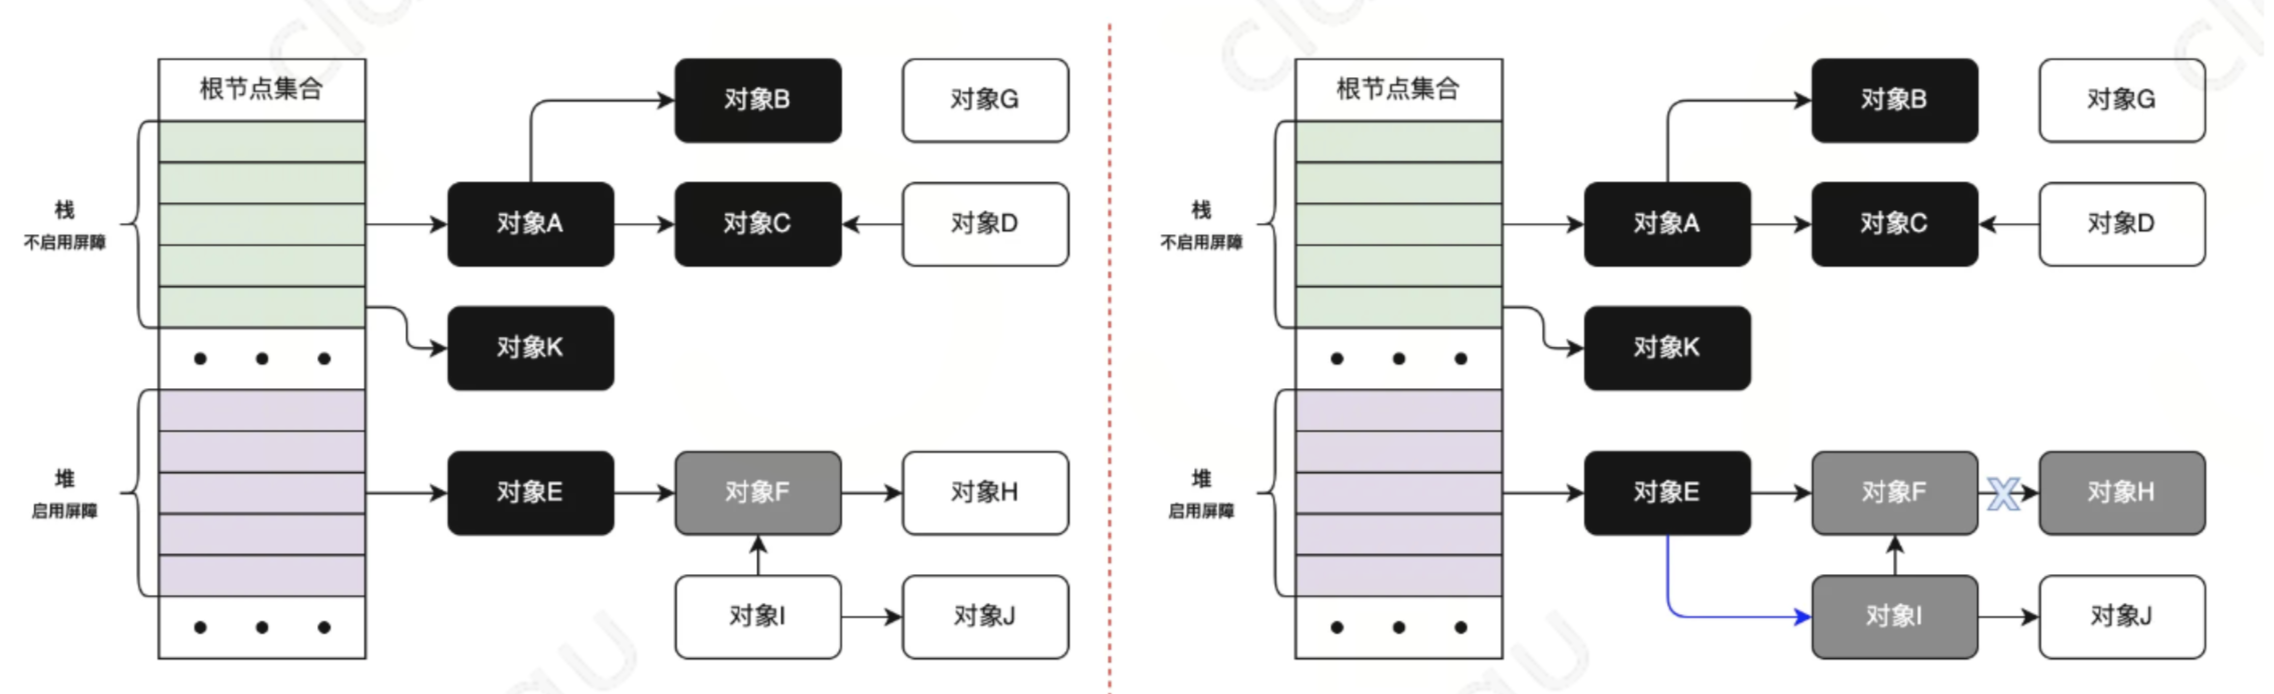 根节点集合
对象B
对象G
栈
不启用屏障
对象A
对象C
对象D
对象K
堆
启用屏障
对象E
对象F
对象H
对象I
对象J
根节点集合
对象B
对象G
栈
不启用屏障
对象A
对象C
对象D
对象K
堆
启用屏障
对象E
对象F
X
对象H
对象I
对象J